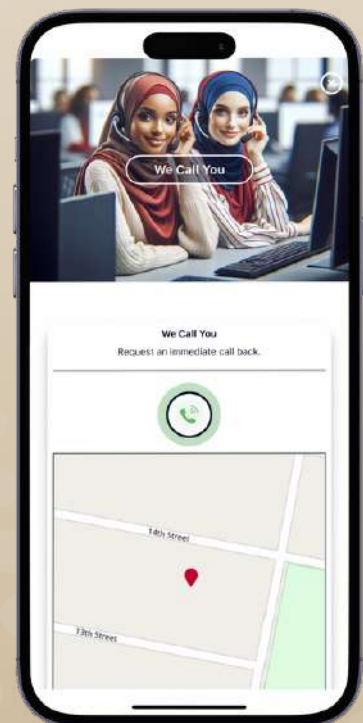 We Call You
We Call You
Request an immediate call back.
14th Street
13th Street